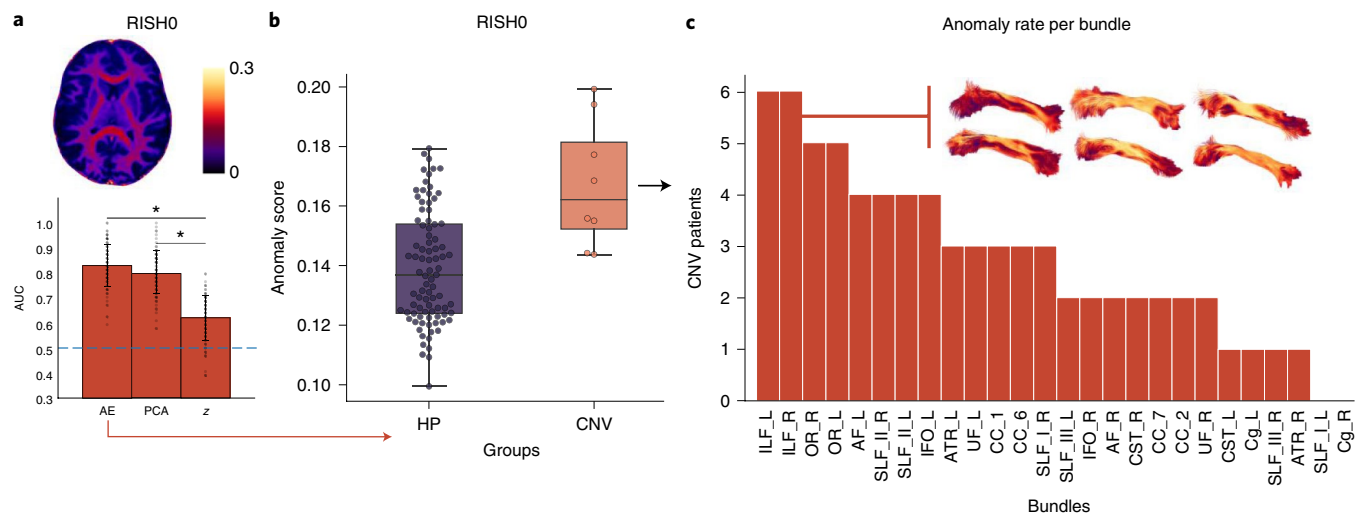 a
RISH0
0.3
0
*
*
1.0
0.9
0.8
0.7
0.6
0.5
0.4
0.3
AUC
AE PCA z
b
RISH0
0.20
0.18
0.16
0.14
0.12
0.10
Anomaly score
HP CNV
Groups
c
Anomaly rate per bundle
6
5
4
3
2
1
0
CNV patients
ILF_L
ILF_R
OR_R
OR_L
AF_L
SLF_II_R
SLF_II_L
IFO_L
ATR_L
UF_L
CC_1
CC_6
SLF_I_R
SLF_III_L
IFO_R
AF_R
CST_R
CC_7
CC_2
UF_R
CST_L
Cg_L
SLF_III_R
ATR_R
SLF_I_L
Cg_R
Bundles